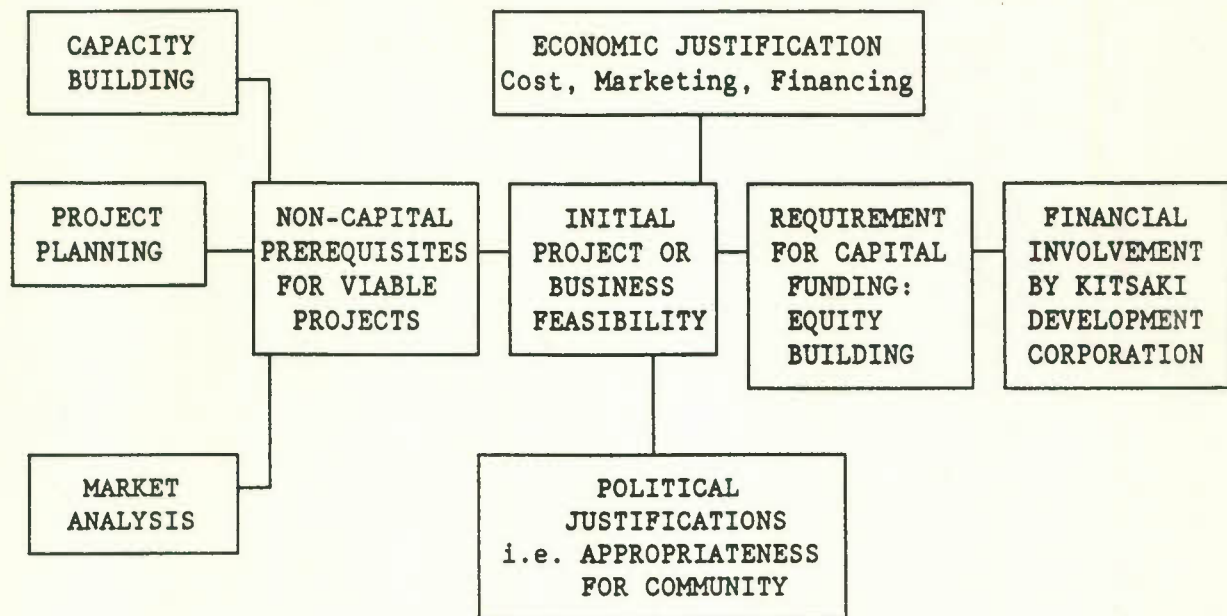 CAPACITY
BUILDING
ECONOMIC JUSTIFICATION
Cost, Marketing, Financing
PROJECT
PLANNING
NON-CAPITAL
PREREQUISITES
FOR VIABLE
PROJECTS
INITIAL
PROJECT OR
BUSINESS
FEASIBILITY
REQUIREMENT
FOR CAPITAL
FUNDING:
EQUITY
BUILDING
FINANCIAL
INVOLVEMENT
BY KITSAKI
DEVELOPMENT
CORPORATION
MARKET
ANALYSIS
POLITICAL
JUSTIFICATIONS
i.e. APPROPRIATENESS
FOR COMMUNITY